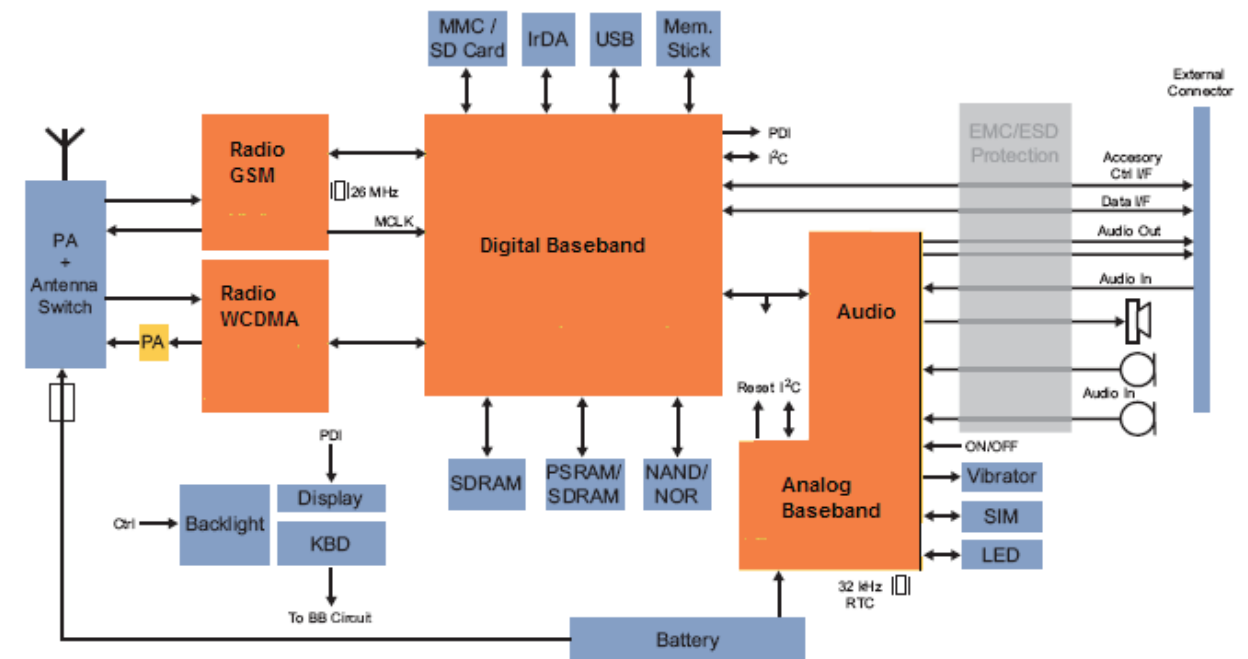 MMC /
SD Card
IrDA
USB
Mem.
Stick
External
Connector
Radio
GSM
26 MHz
MCLK
PDI
I²C
EMC/ESD
Protection
Accesory
Ctrl I/F
Data I/F
Audio Out
Audio In
PA
+
Antenna
Switch
Digital Baseband
Radio
WCDMA
PA
Audio
Reset I²C
Audio In
ON/OFF
PDI
SDRAM
PSRAM/
SDRAM
NAND/
NOR
Analog
Baseband
Vibrator
SIM
LED
Display
Ctrl
Backlight
KBD
32 kHz
RTC
To BB Circuit
Battery